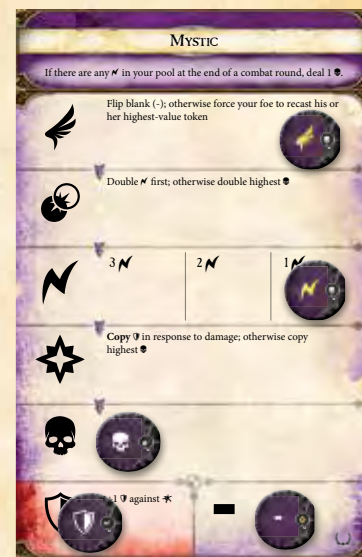 MYSTIC
If there are any in your pool at the end of a combat round, deal 1 .
Flip blank (-); otherwise force your foe to recast his or
her highest-value token
Double first; otherwise double highest
3 2 1
Copy in response to damage; otherwise copy
highest
+1 against
-